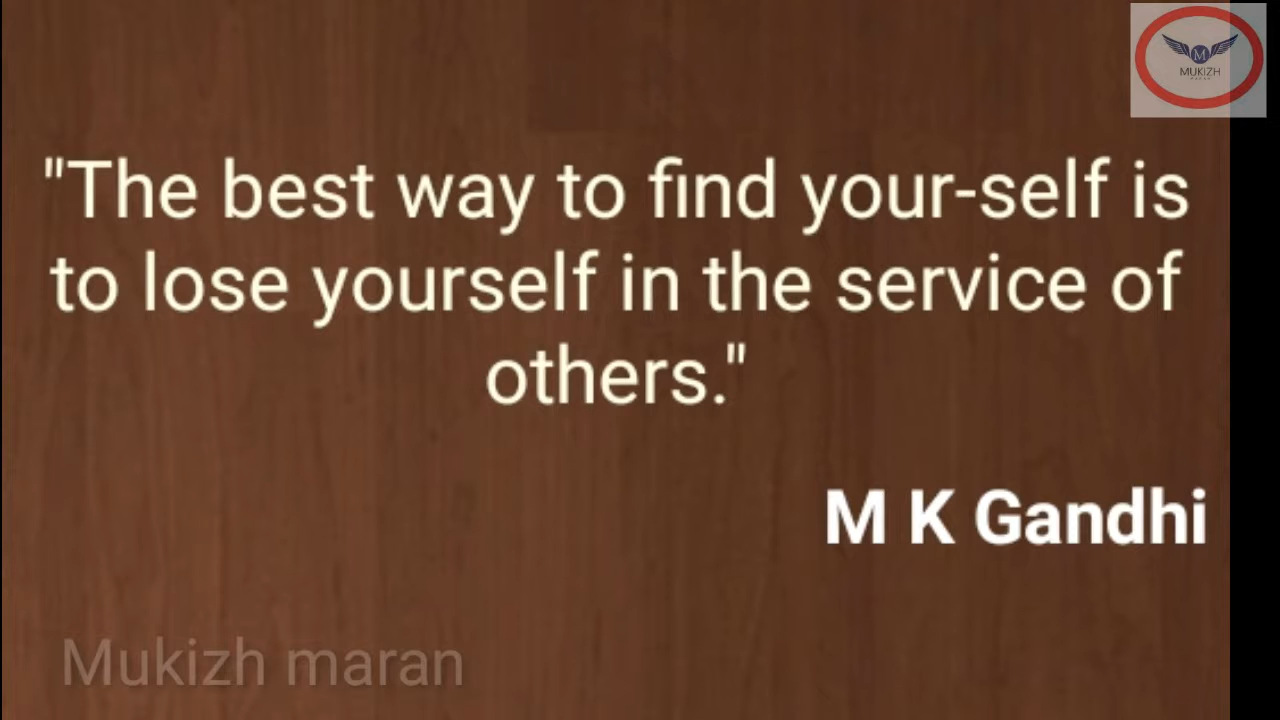 M
MUKIZH
"The best way to find your-self is
to lose yourself in the service of
others."
M K Gandhi
Mukizh maran